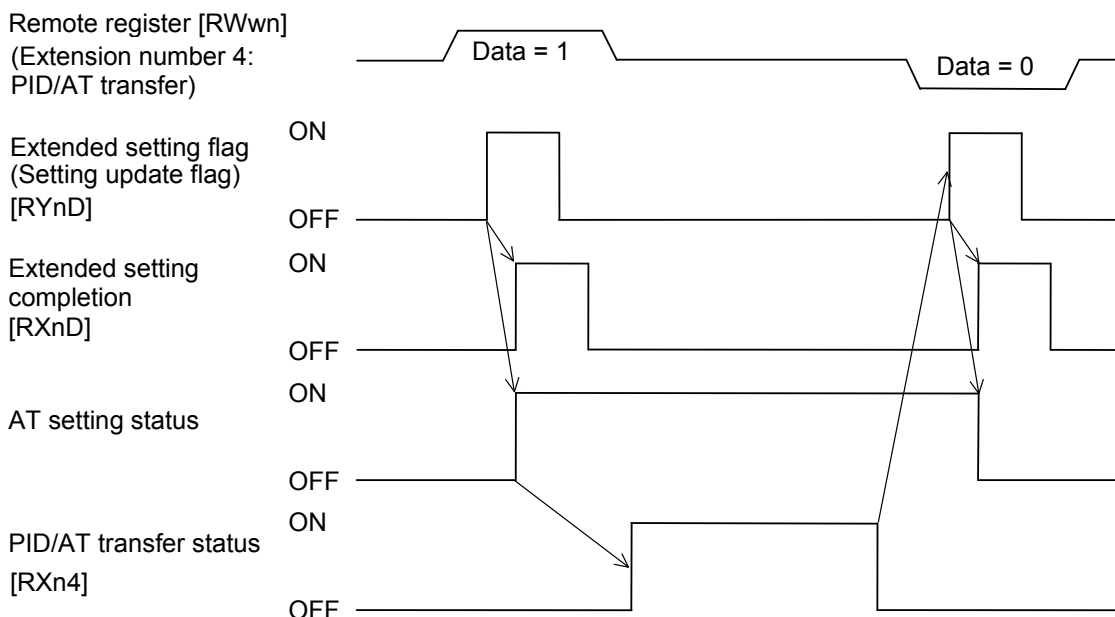 Remote register [RWwn]
(Extension number 4:
PID/AT transfer)
Data = 1
Data = 0
Extended setting flag
(Setting update flag)
[RYnD]
ON
OFF
Extended setting
completion
[RXnD]
ON
OFF
AT setting status
ON
OFF
PID/AT transfer status
[RXn4]
ON
OFF